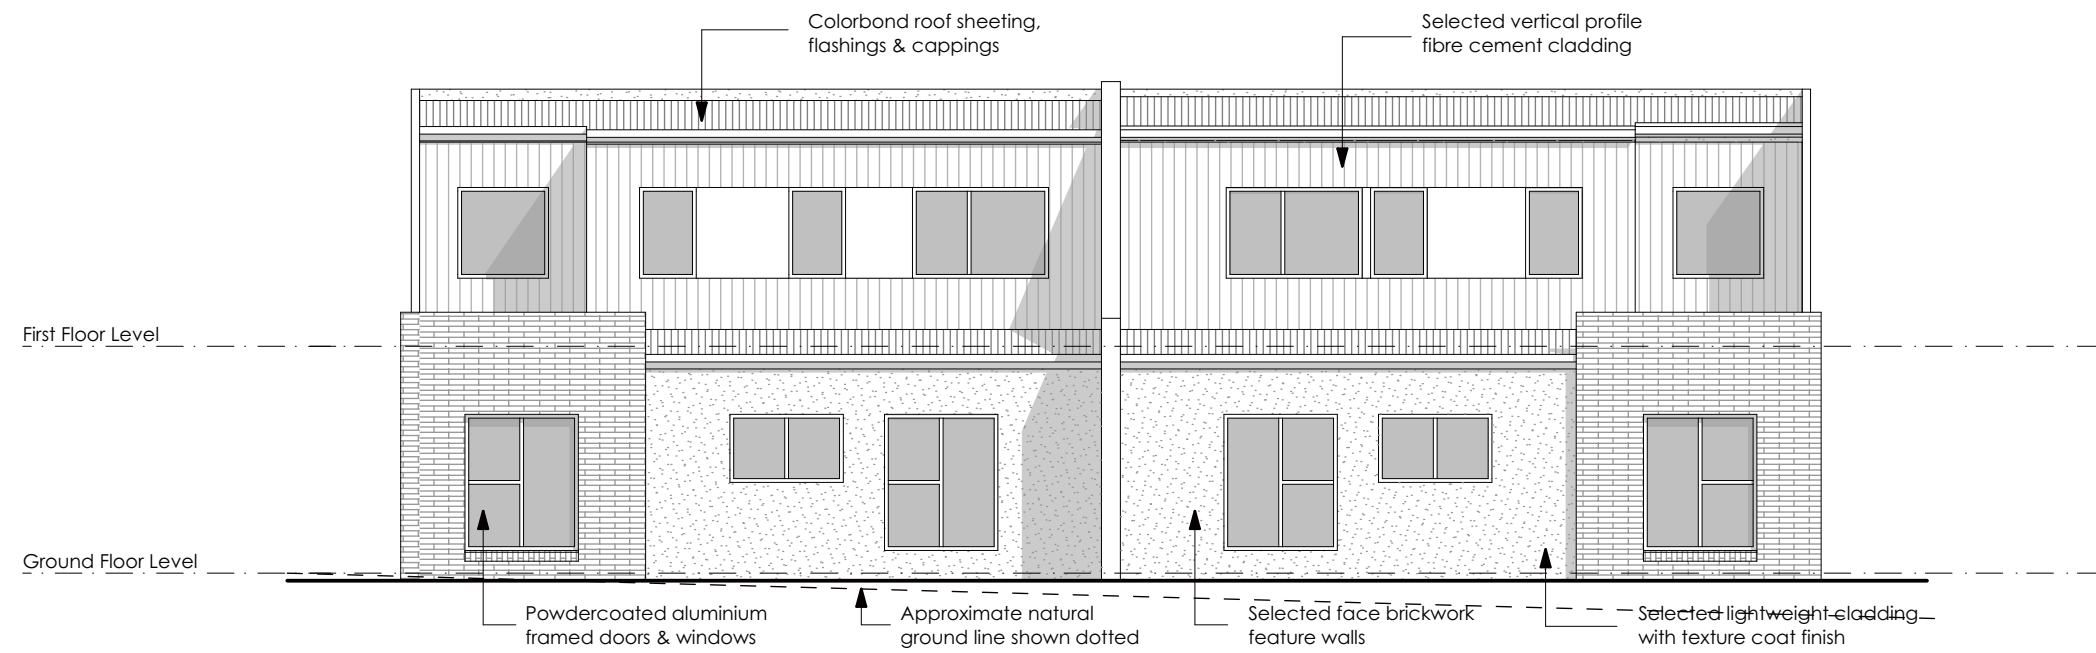 Colorbond roof sheeting,
flashings & cappings
Selected vertical profile
fibre cement cladding
First Floor Level
Ground Floor Level
Powdercoated aluminium
framed doors & windows
Approximate natural
ground line shown dotted
Selected face brickwork
feature walls
Selected lightweight cladding
with texture coat finish